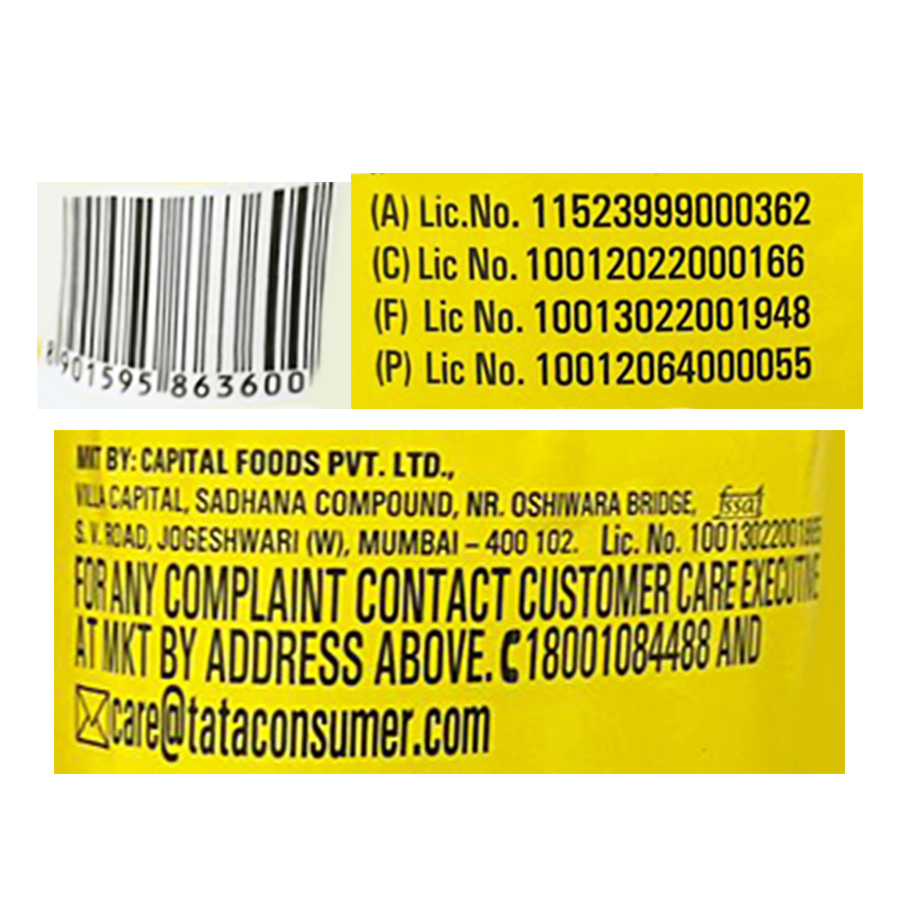 (A) Lic.No. 11523999000362
(C) Lic No. 10012022000166
(F) Lic No. 10013022001948
(P) Lic No. 10012064000055
8901595 863600
MKT BY: CAPITAL FOODS PVT. LTD.,
VILLA CAPITAL, SADHANA COMPOUND, NR. OSHIWARA BRIDGE, fssai
S. V. ROAD, JOGESHWARI (W), MUMBAI – 400 102. Lic. No.
FOR ANY COMPLAINT CONTACT CUSTOMER CARE EXECUTIVE
AT MKT BY ADDRESS ABOVE. 18001084488 AND
care@tataconsumer.com